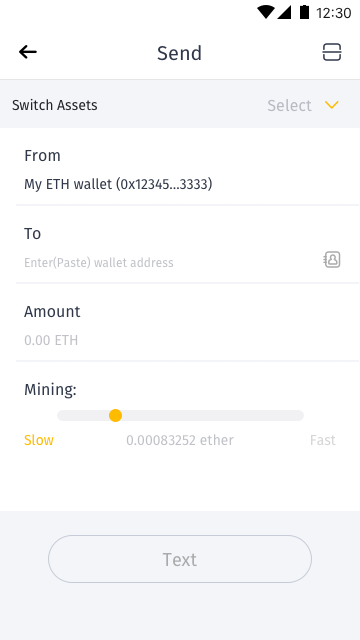 12:30
Send
Switch Assets Select
From
My ETH wallet (0x12345...3333)
To
Enter(Paste) wallet address
Amount
0.00 ETH
Mining:
Slow 0.00083252 ether Fast
Text